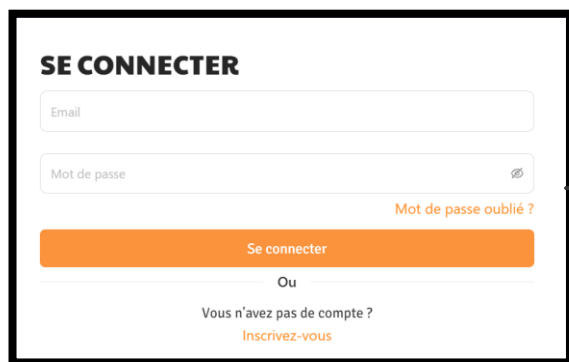 SE CONNECTER
Email
Mot de passe
Mot de passe oublié ?
Se connecter
Ou
Vous n'avez pas de compte ?
Inscrivez-vous